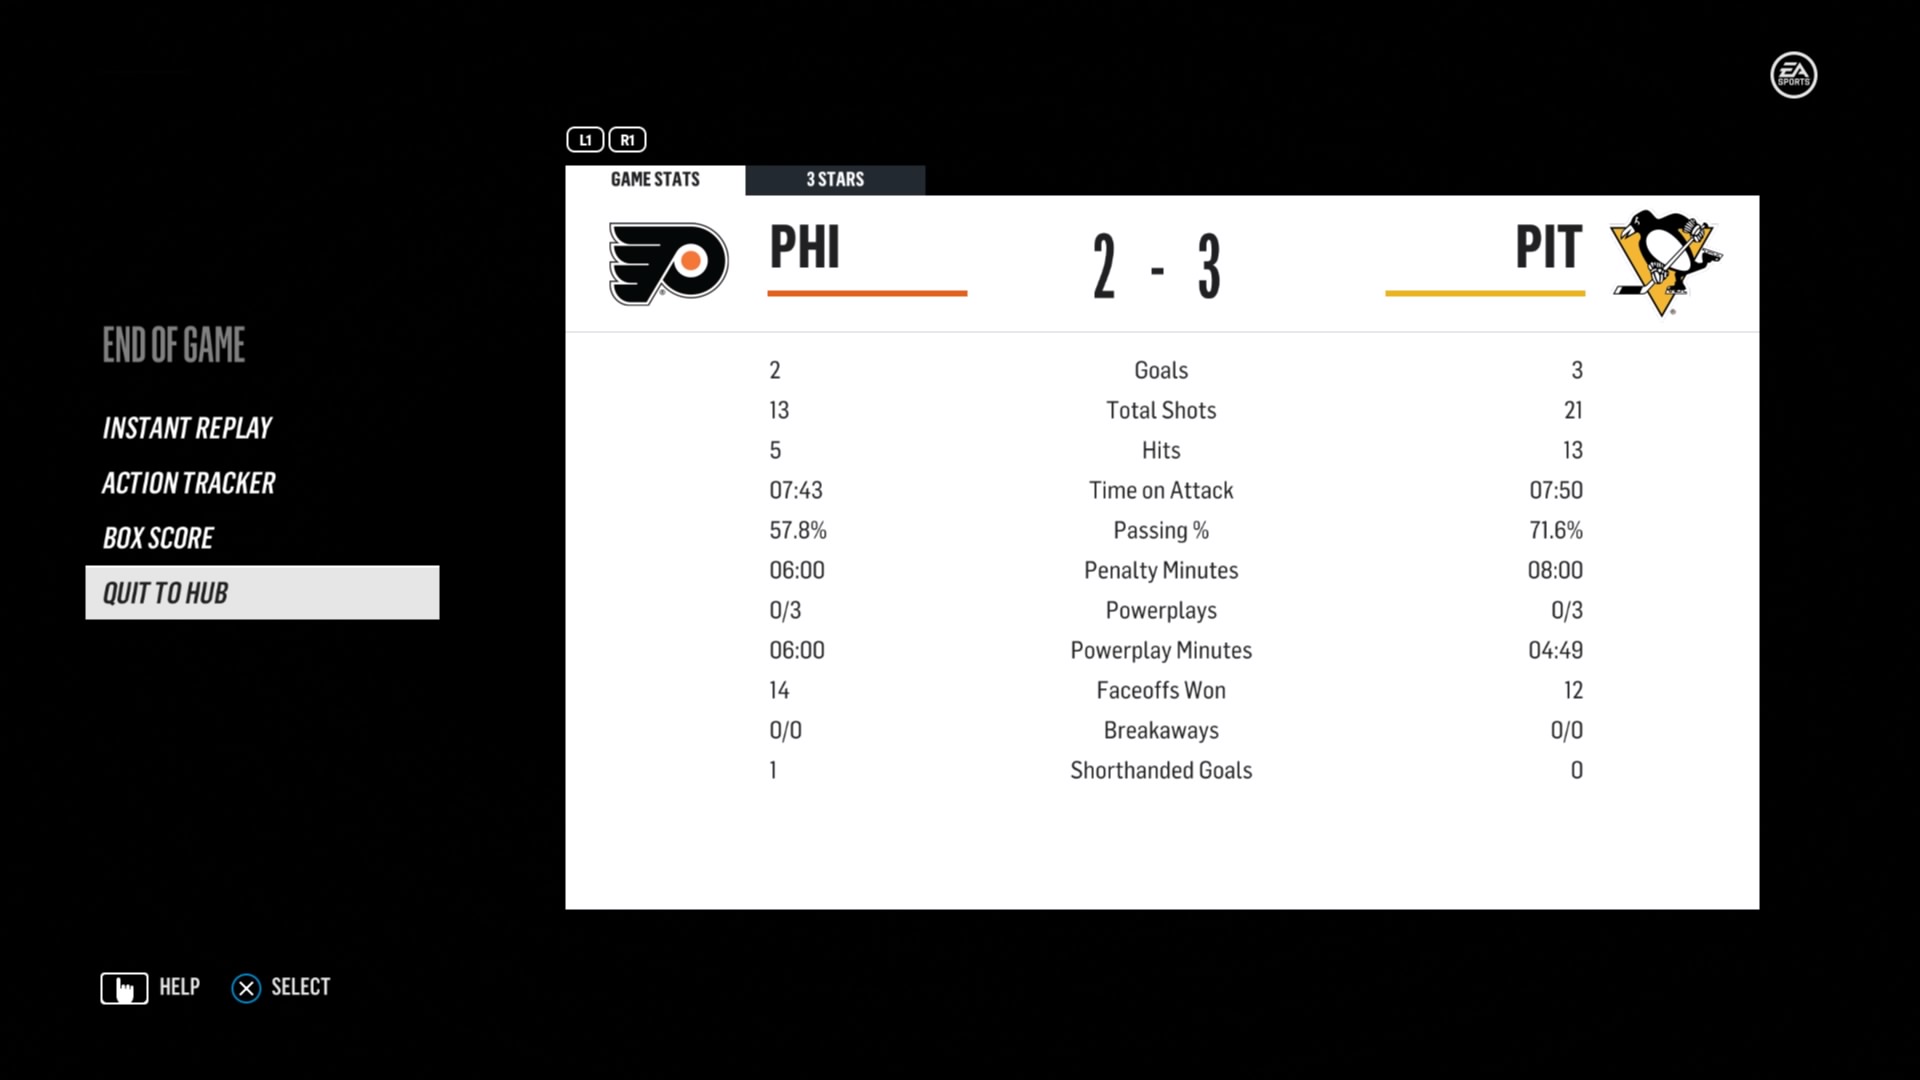 EA
SPORTS
L1 R1
GAME STATS 3 STARS
PHI 2 - 3 PIT
END OF GAME
INSTANT REPLAY
ACTION TRACKER
BOX SCORE
QUIT TO HUB
2 Goals 3
13 Total Shots 21
5 Hits 13
07:43 Time on Attack 07:50
57.8% Passing % 71.6%
06:00 Penalty Minutes 08:00
0/3 Powerplays 0/3
06:00 Powerplay Minutes 04:49
14 Faceoffs Won 12
0/0 Breakaways 0/0
1 Shorthanded Goals 0
HELP SELECT